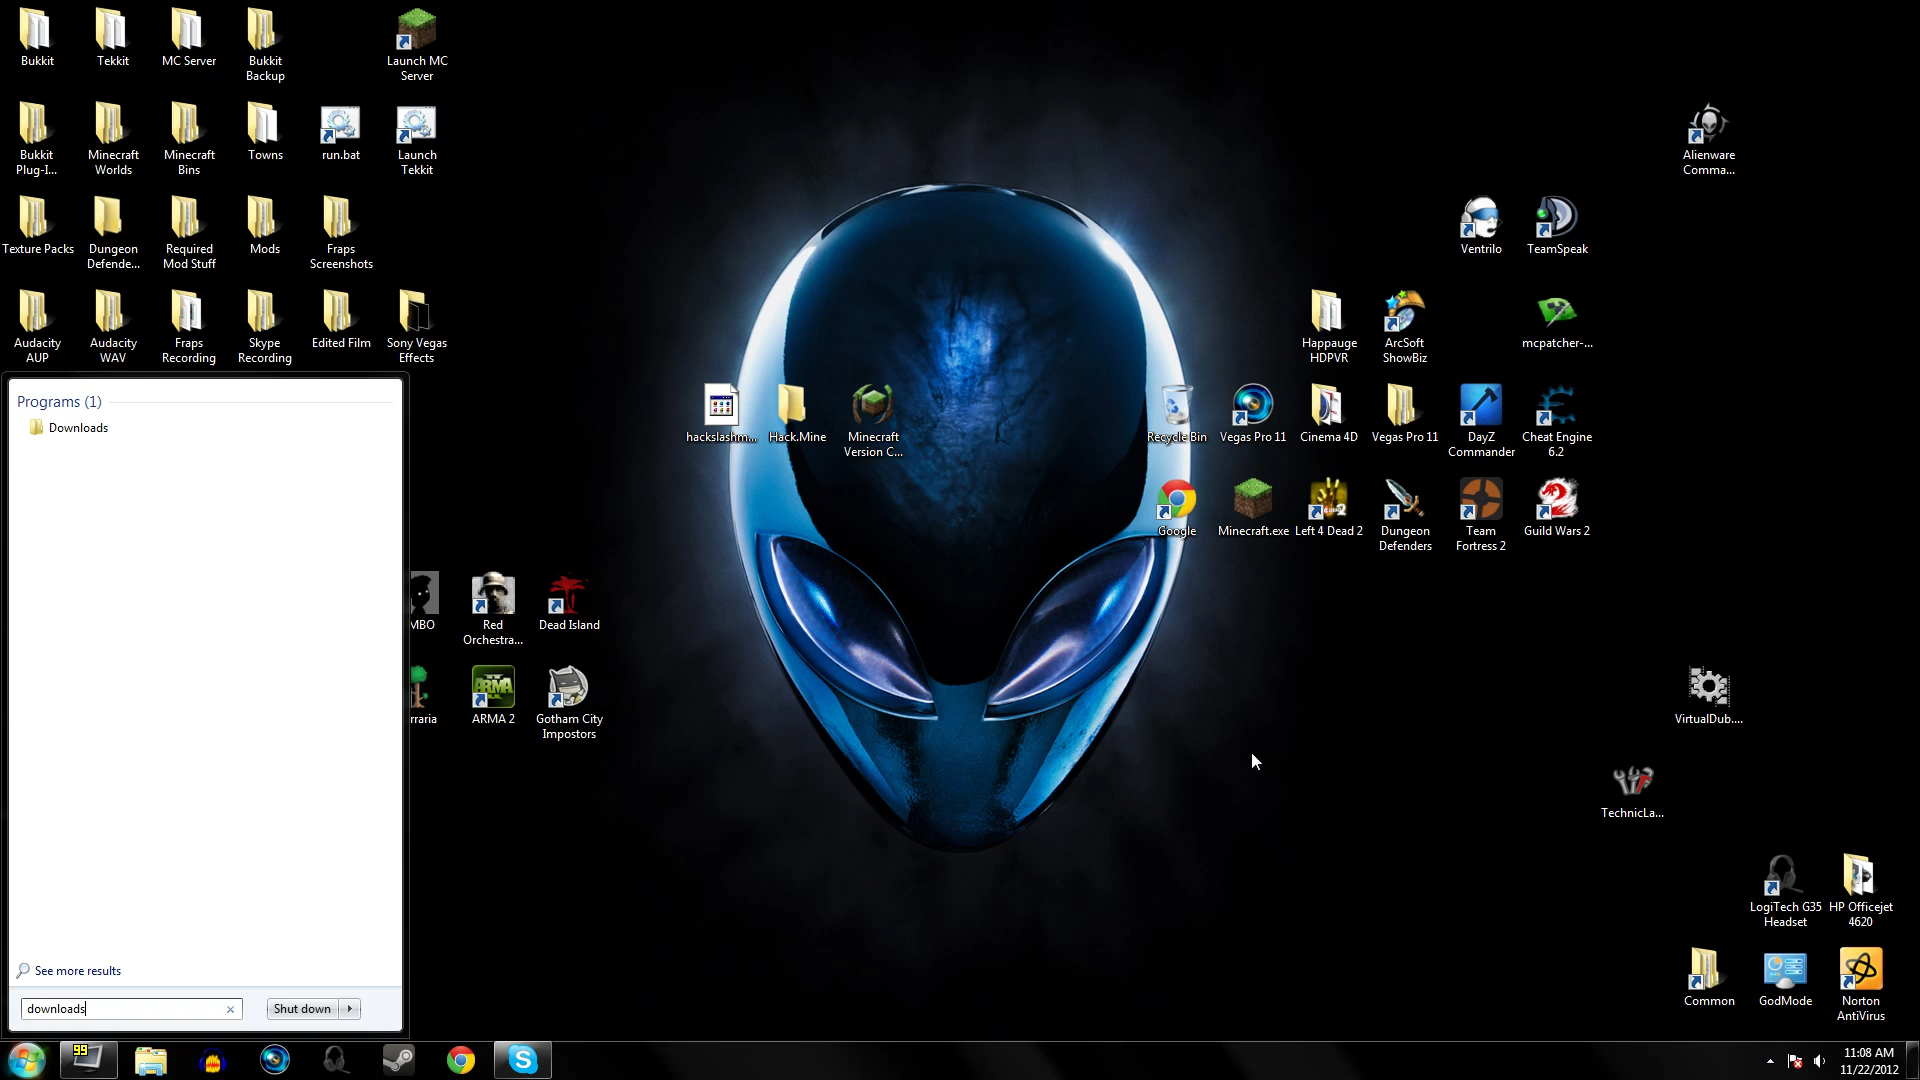 Bukkit
Tekkit
MC Server
Bukkit
Backup
Launch MC
Server
Bukkit
Plug-I...
Minecraft
Worlds
Minecraft
Bins
Towns
run.bat
Launch
Tekkit
Alienware
Comma...
Texture Packs
Dungeon
Defende...
Required
Mod Stuff
Mods
Fraps
Screenshots
Ventrilo
TeamSpeak
Audacity
AUP
Audacity
WAV
Fraps
Recording
Skype
Recording
Edited Film
Sony Vegas
Effects
Happauge
HDPVR
ArcSoft
ShowBiz
mcpatcher-...
Programs (1)
Downloads
hackslashm...
Hack.Mine
Minecraft
Version C...
Recycle Bin
Vegas Pro 11
Cinema 4D
Vegas Pro 11
DayZ
Commander
Cheat Engine
6.2
Google
Minecraft.exe
Left 4 Dead 2
Dungeon
Defenders
Team
Fortress 2
Guild Wars 2
MBO
Red
Orchestra...
Dead Island
rraria
ARMA
ARMA 2
Gotham City
Impostors
VirtualDub....
TechnicLa...
LogiTech G35
Headset
HP Officejet
4620
Common
GodMode
Norton
AntiVirus
See more results
downloads
Shut down
99
11:08 AM
11/22/2012